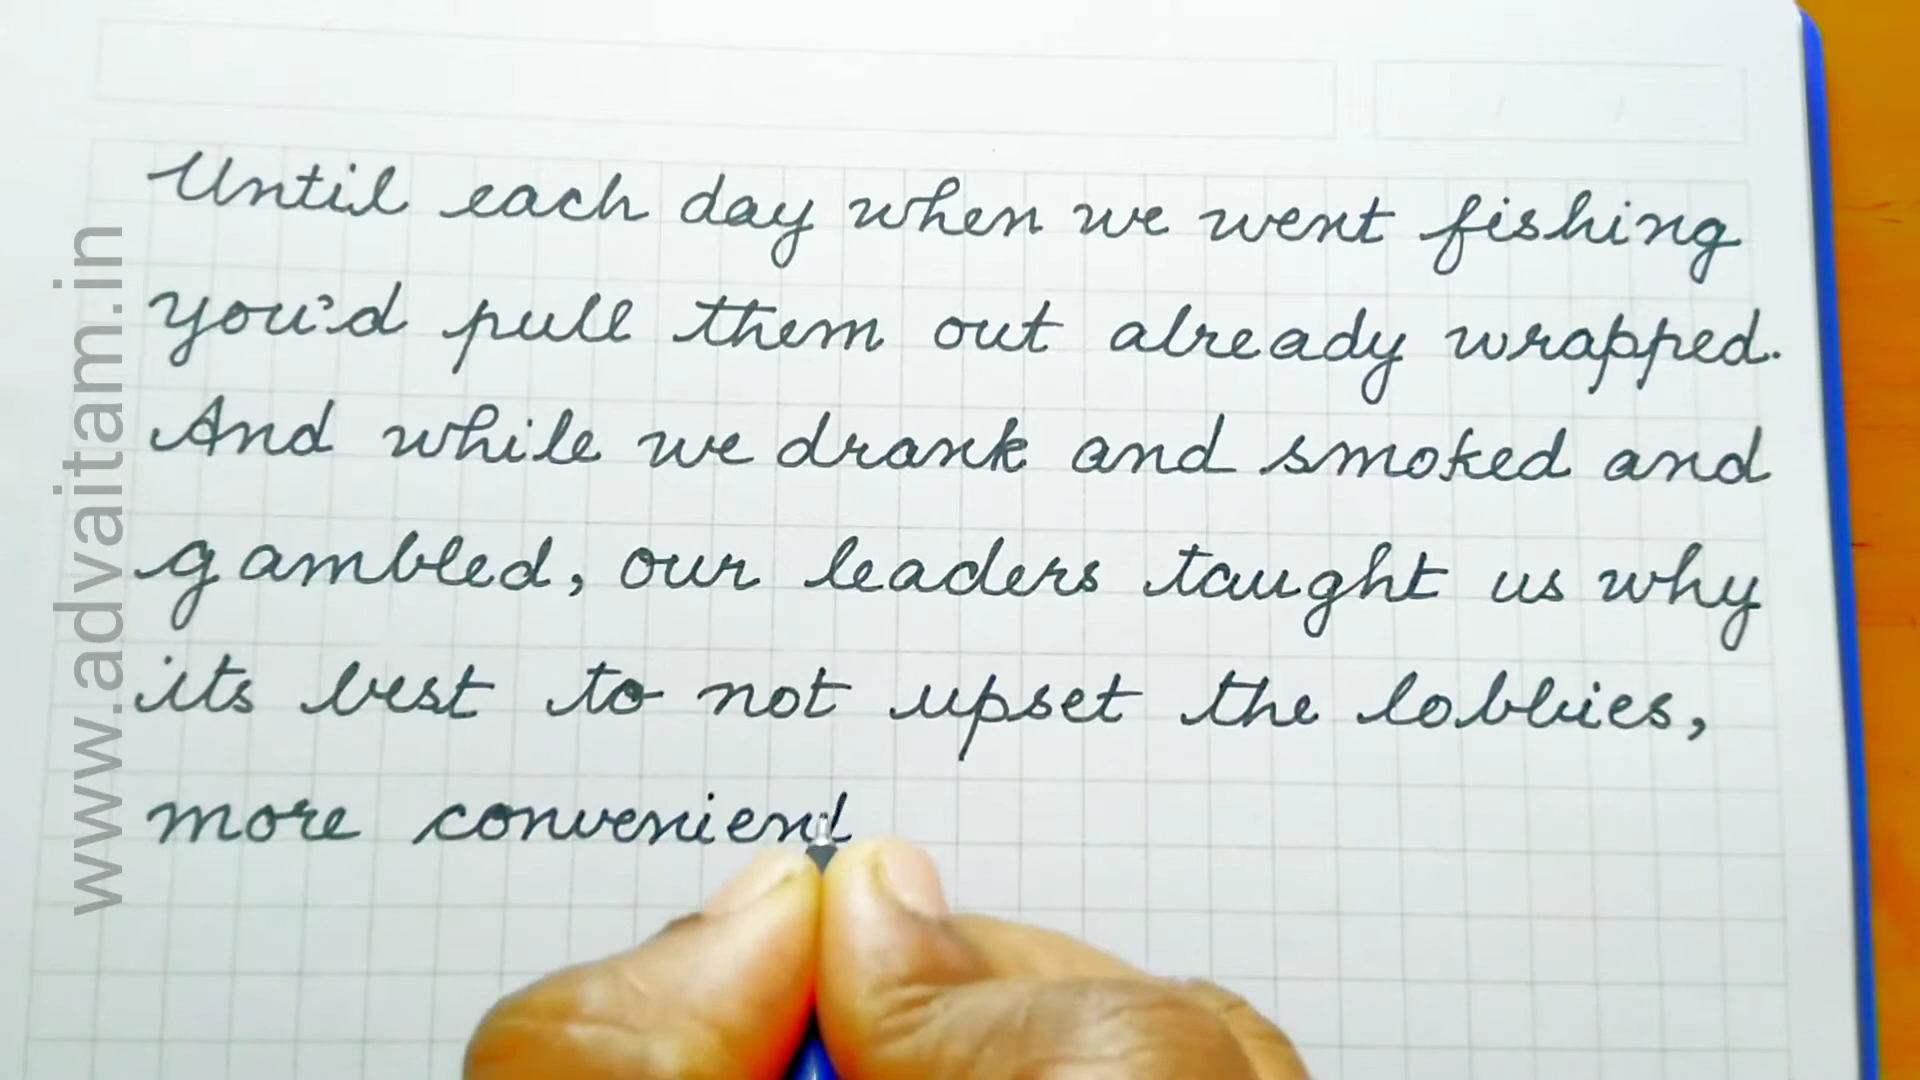 Until each day when we went fishing
you'd pull them out already wrapped.
And while we drank and smoked and
gambled, our leaders taught us why
its best to not upset the lobbies,
more convenient
www.advaitam.in